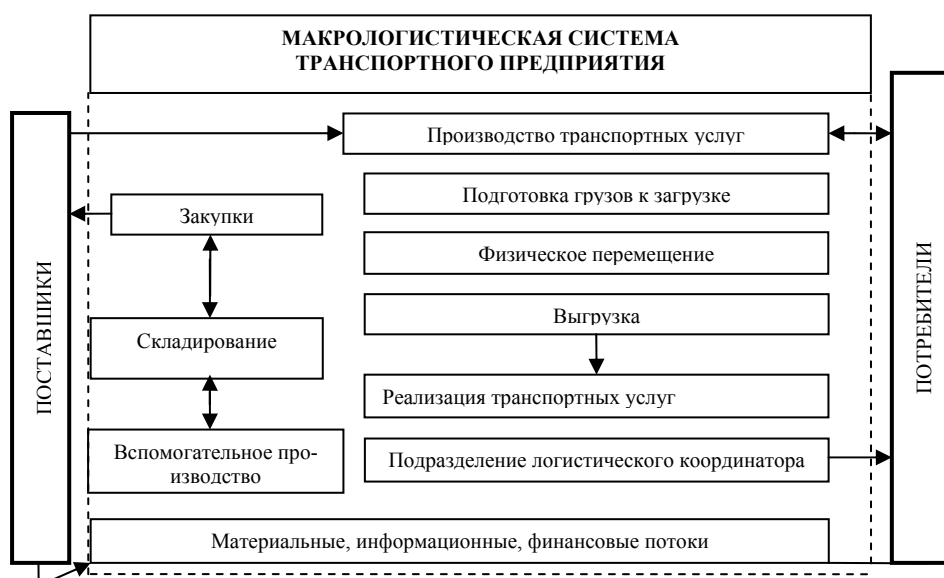 МАКРОЛОГИСТИЧЕСКАЯ СИСТЕМА
ТРАНСПОРТНОГО ПРЕДПРИЯТИЯ
ПОСТАВШИКИ
Производство транспортных услуг
Подготовка грузов к загрузке
Закупки
Физическое перемещение
Выгрузка
Складирование
Реализация транспортных услуг
Вспомогательное про-
изводство
Подразделение логистического координатора
Материальные, информационные, финансовые потоки
ПОТРЕБИТЕЛИ